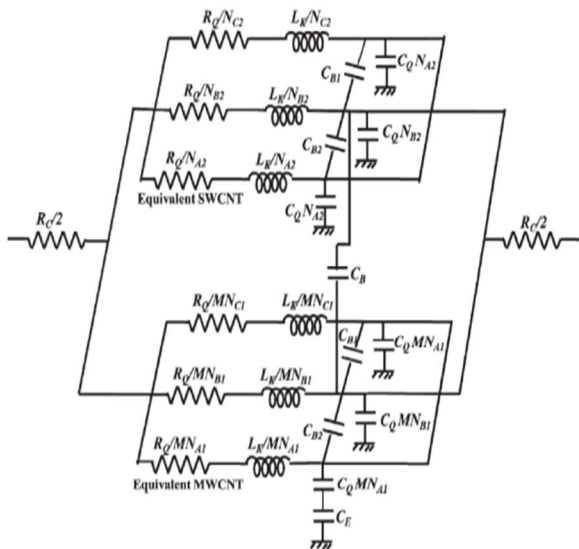 R_Q/N_C2 L_K/N_C2
C_B1 C_QN_A2
R_Q/N_B2 L_K/N_B2
C_B2 C_QN_B2
R_Q/N_A2 L_K/N_A2
Equivalent SWCNT
C_QN_A2
R_C/2 R_C/2
C_B
R_Q/MN_C1 L_K/MN_C1
C_B1 C_QMN_A1
R_Q/MN_B1 L_K/MN_B1
C_B2 C_QMN_B1
R_Q/MN_A1 L_K/MN_A1
Equivalent MWCNT
C_QMN_A1
C_E